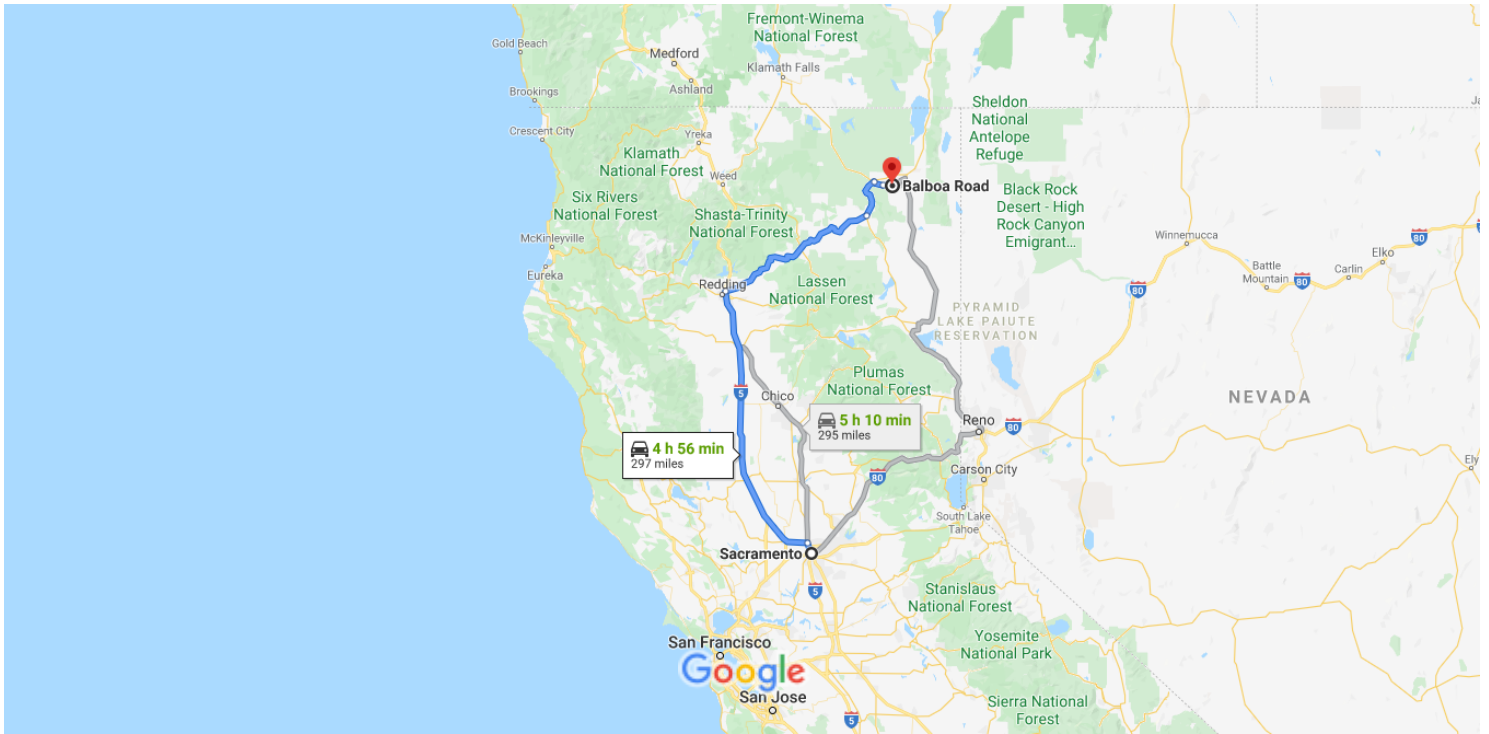 Fremont-Winema
National Forest
Gold Beach
Medford
Klamath Falls
Ashland
Brookings
Crescent City
Sheldon
National
Antelope
Refuge
Yreka
Klamath
National Forest
Weed
Balboa Road
Black Rock
Desert - High
Rock Canyon
Emigrant...
Six Rivers
National Forest
Shasta-Trinity
National Forest
McKinleyville
Winnemucca
80
Elko
Eureka
Battle
Mountain
80
Carlin
Redding
Lassen
National Forest
80
PYRAMID
LAKE PAIUTE
RESERVATION
Plumas
National Forest
5
Chico
NEVADA
5 h 10 min
295 miles
Reno
80
4 h 56 min
297 miles
80
Carson City
Ely
South Lake
Tahoe
Sacramento
5
Stanislaus
National Forest
Yosemite
National Park
San Francisco
Google
San Jose
Sierra National
Forest
5